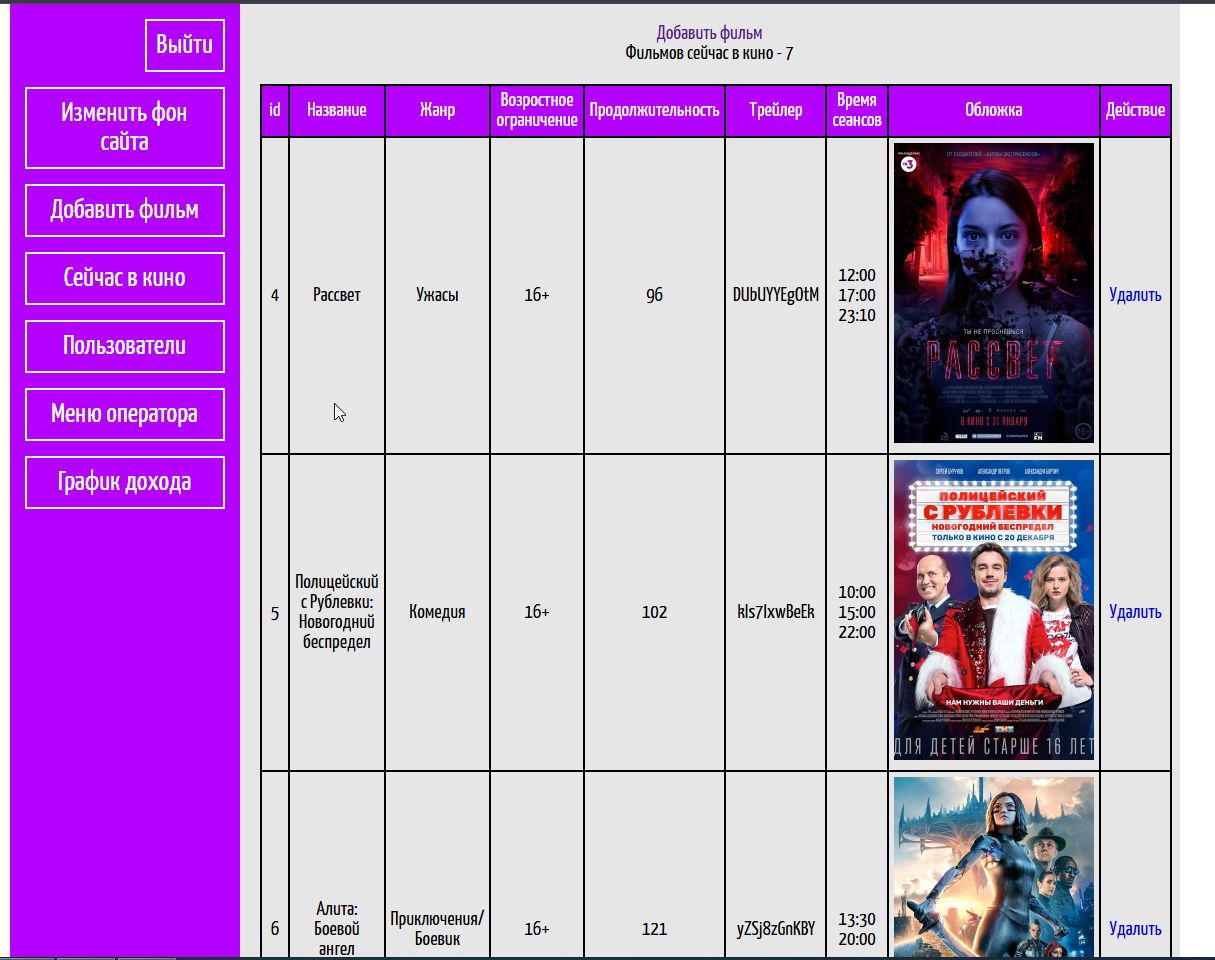 Выйти
Изменить фон
сайта
Добавить фильм
Сейчас в кино
Пользователи
Меню оператора
График дохода
Добавить фильм
Фильмов сейчас в кино - 7
id
Название
Жанр
Возростное
ограничение
Продолжительность
Трейлер
Время
сеансов
Обложка
Действие
4
Рассвет
Ужасы
16+
96
DUbUYYEgOtM
12:00
17:00
23:10
ТВ3
ОТ СОЗДАТЕЛЕЙ «БИТВЫ ЭКСТРАСЕНСОВ»
ТЫ НЕ ПРОСНЁШЬСЯ
РАССВЕТ
В КИНО С 31 ЯНВАРЯ
16+
Удалить
5
Полицейский
с Рублевки:
Новогодний
беспредел
Комедия
16+
102
kIs7IxwBeEk
10:00
15:00
22:00
СЕРГЕЙ БУРУНОВ АЛЕКСАНДР ПЕТРОВ АЛЕКСАНДРА БОРТИЧ
ПОЛИЦЕЙСКИЙ
С РУБЛЕВКИ
НОВОГОДНИЙ БЕСПРЕДЕЛ
ТОЛЬКО В КИНО С 20 ДЕКАБРЯ
НАМ НУЖНЫ ВАШИ ДЕНЬГИ
ТНТ
ДЛЯ ДЕТЕЙ СТАРШЕ 16 ЛЕТ
Удалить
6
Алита:
Боевой
ангел
Приключения/
Боевик
16+
121
yZSj8zGnKBY
13:30
20:00
Удалить